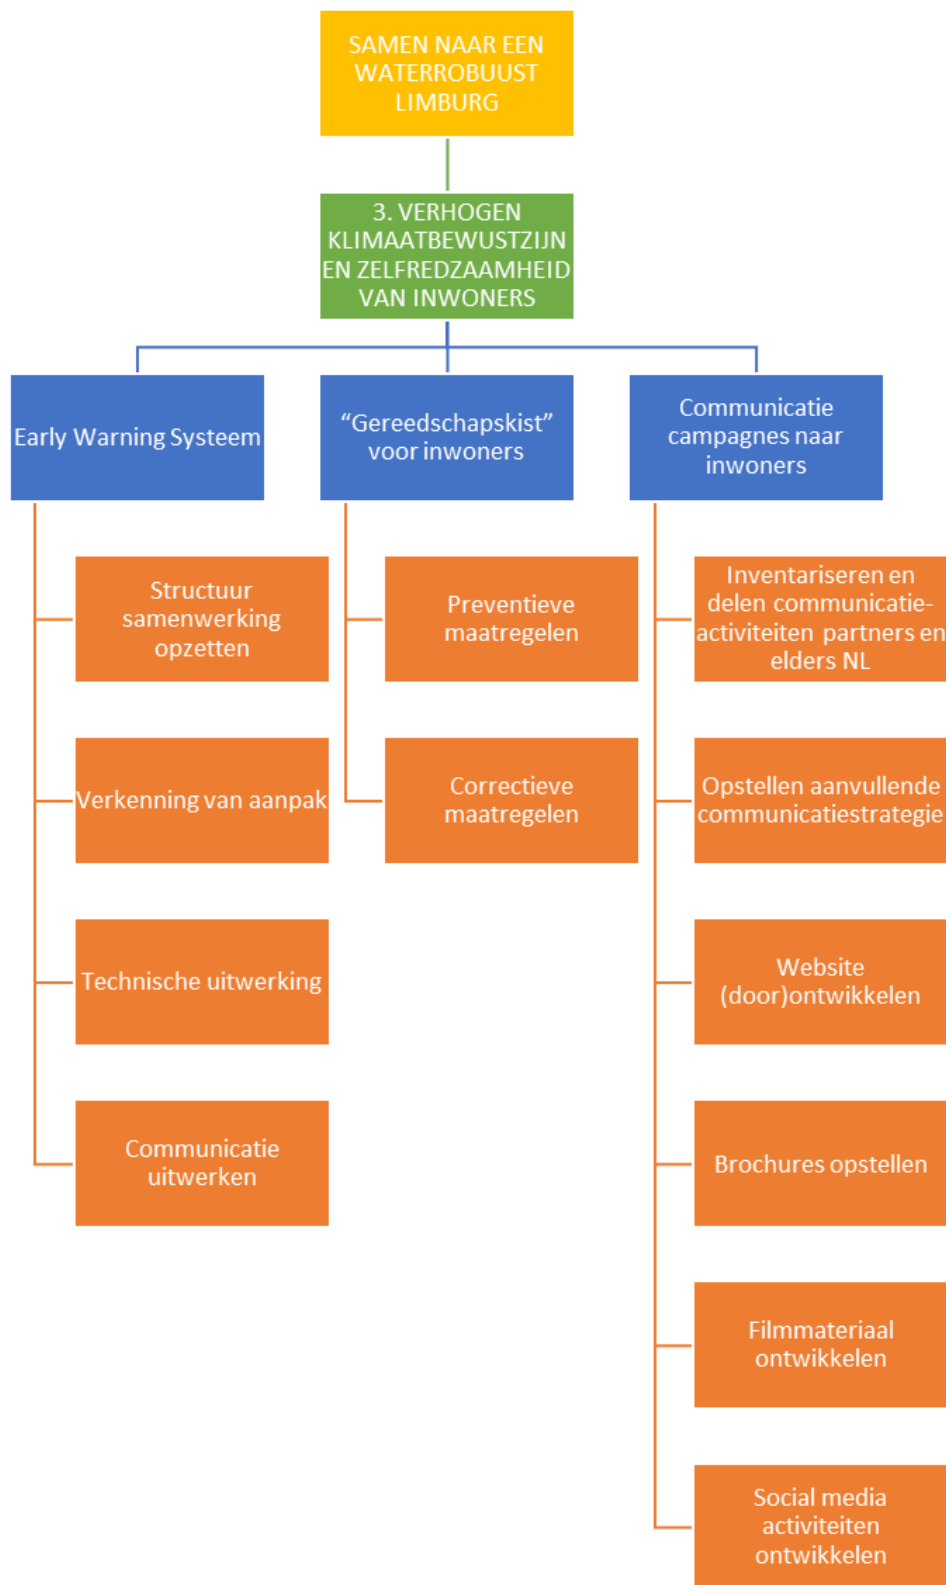 SAMEN NAAR EEN
WATERROBUUST
LIMBURG
3. VERHOGEN
KLIMAATBEWUSTZIJN
EN ZELFREDZAAMHEID
VAN INWONERS
Early Warning Systeem
“Gereedschapskist”
voor inwoners
Communicatie
campagnes naar
inwoners
Structuur
samenwerking
opzetten
Verkenning van aanpak
Technische uitwerking
Communicatie
uitwerken
Preventieve
maatregelen
Correctieve
maatregelen
Inventariseren en
delen communicatie-
activiteiten partners en
elders NL
Opstellen aanvullende
communicatiestrategie
Website
(door)ontwikkelen
Brochures opstellen
Filmmateriaal
ontwikkelen
Social media
activiteiten
ontwikkelen